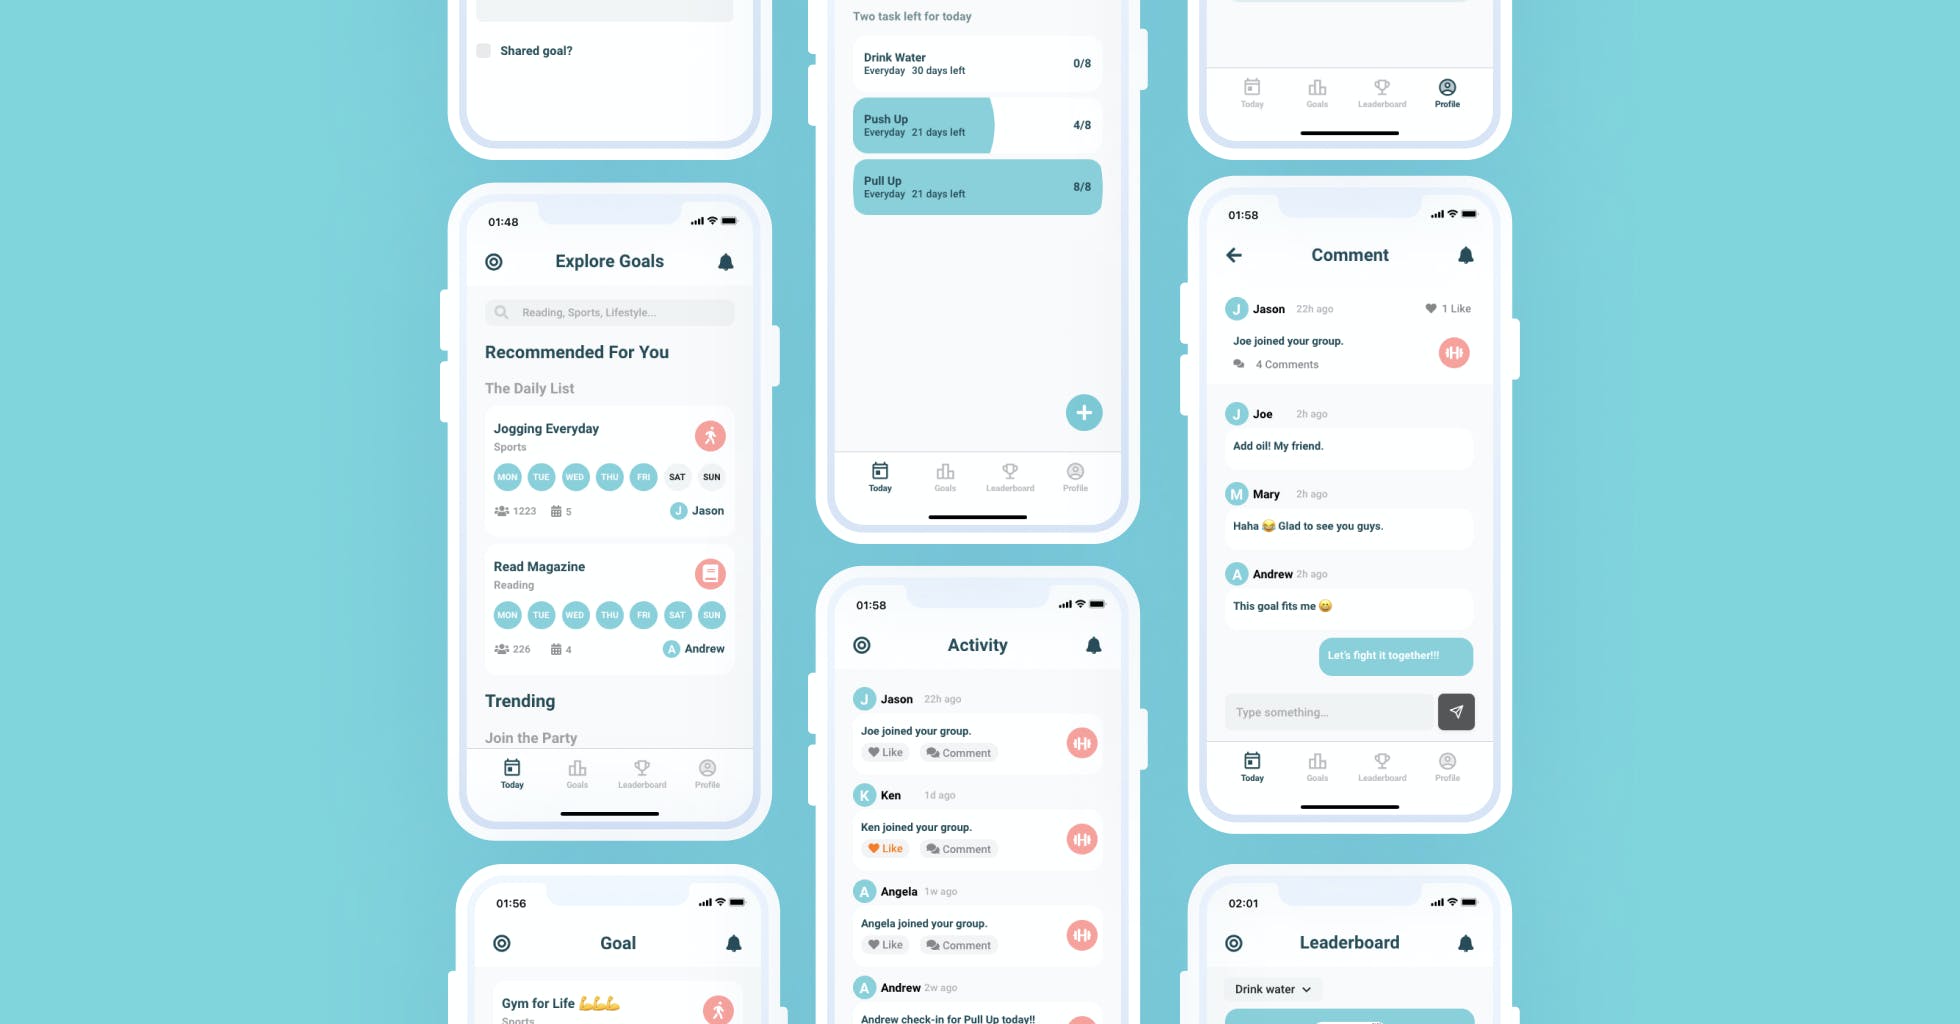 Shared goal?
01:48
Explore Goals
Reading, Sports, Lifestyle...
Recommended For You
The Daily List
Jogging Everyday
Sports
MON TUE WED THU FRI SAT SUN
1223 5 J Jason
Read Magazine
Reading
MON TUE WED THU FRI SAT SUN
226 4 A Andrew
Trending
Join the Party
Today Goals Leaderboard Profile
01:56
Goal
Gym for Life 💪💪💪
Sports
Two task left for today
Drink Water
Everyday 30 days left
0/8
Push Up
Everyday 21 days left
4/8
Pull Up
Everyday 21 days left
8/8
Today Goals Leaderboard Profile
01:58
Activity
J Jason 22h ago
Joe joined your group.
Like Comment
K Ken 1d ago
Ken joined your group.
Like Comment
A Angela 1w ago
Angela joined your group.
Like Comment
A Andrew 2w ago
Andrew check-in for Pull Up today!!
Today Goals Leaderboard Profile
01:58
Comment
J Jason 22h ago 1 Like
Joe joined your group.
4 Comments
J Joe 2h ago
Add oil! My friend.
M Mary 2h ago
Haha 😂 Glad to see you guys.
A Andrew 2h ago
This goal fits me 😄
Let's fight it together!!!
Type something...
Today Goals Leaderboard Profile
02:01
Leaderboard
Drink water